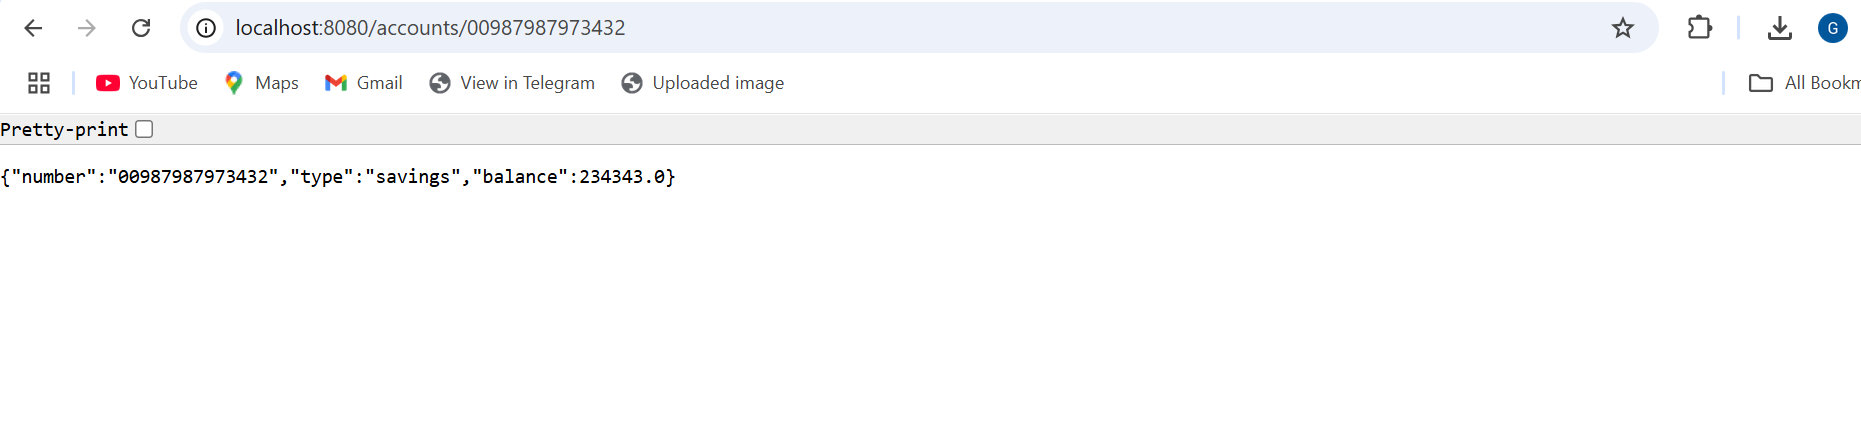 localhost:8080/accounts/00987987973432
G
YouTube Maps Gmail View in Telegram Uploaded image All Bookm
Pretty-print
{"number":"00987987973432","type":"savings","balance":234343.0}